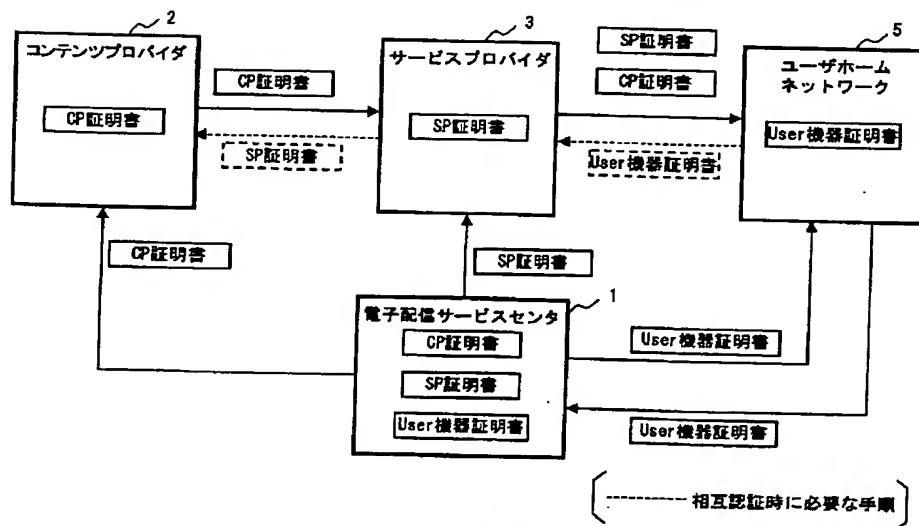 2
コンテンツプロバイダ
CP証明書
CP証明書
SP証明書
3
サービスプロバイダ
SP証明書
SP証明書
CP証明書
User機器証明書
5
ユーザホーム
ネットワーク
User機器証明書
CP証明書
SP証明書
1
電子配信サービスセンタ
CP証明書
SP証明書
User機器証明書
User機器証明書
User機器証明書
相互認証時に必要な手順